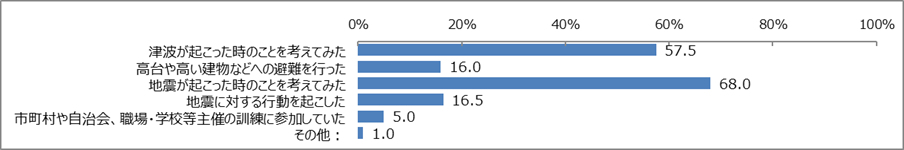 0% 20% 40% 60% 80% 100%
津波が起こった時のことを考えてみた 57.5
高台や高い建物などへの避難を行った 16.0
地震が起こった時のことを考えてみた 68.0
地震に対する行動を起こした 16.5
市町村や自治会、職場・学校等主催の訓練に参加していた 5.0
その他： 1.0